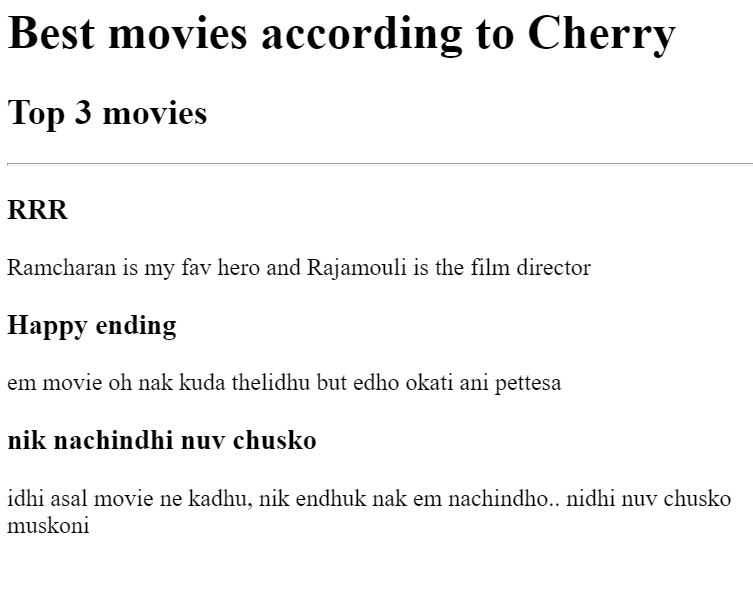 Best movies according to Cherry
Top 3 movies
RRR
Ramcharan is my fav hero and Rajamouli is the film director
Happy ending
em movie oh nak kuda thelidhu but edho okati ani pettesa
nik nachindhi nuv chusko
idhi asal movie ne kadhu, nik endhuk nak em nachindho.. nidhi nuv chusko
muskoni